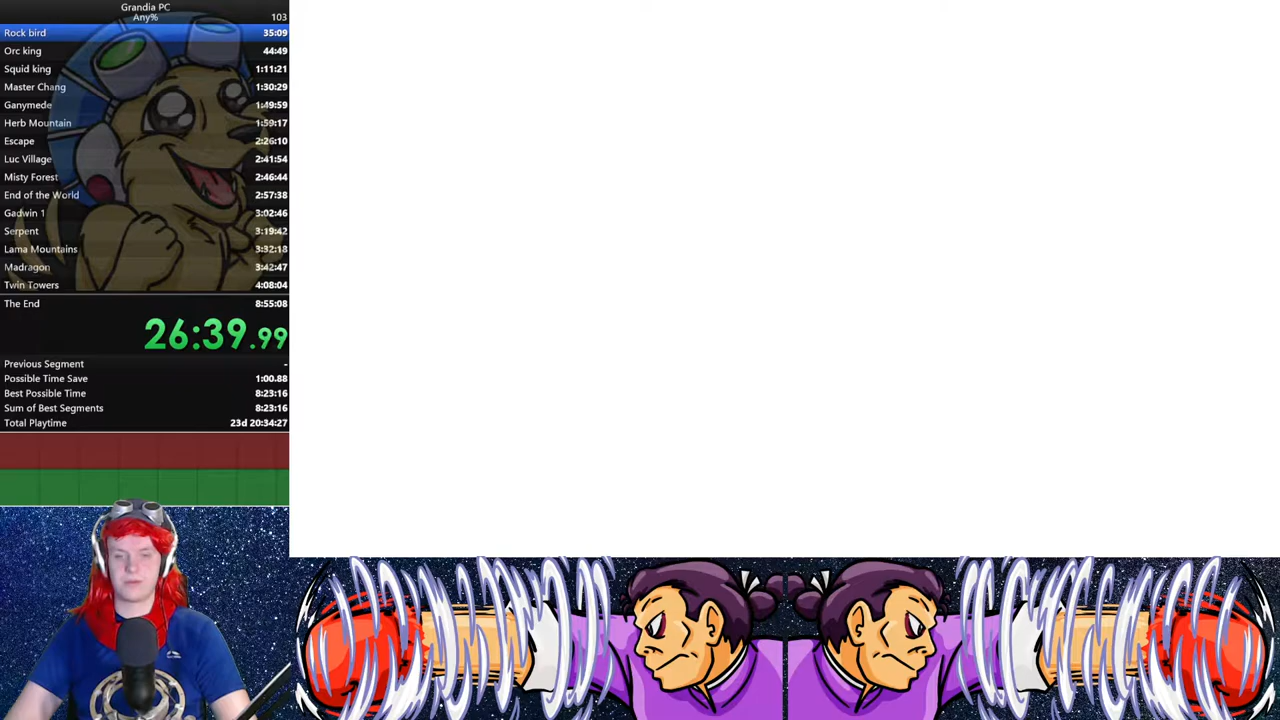 Grandia PC
Any% 103
Rock bird 35:09
Orc king 44:49
Squid king 1:11:21
Master Chang 1:30:29
Ganymede 1:49:59
Herb Mountain 1:59:17
Escape 2:26:10
Luc Village 2:41:54
Misty Forest 2:46:44
End of the World 2:57:38
Gadwin 1 3:02:46
Serpent 3:19:42
Lama Mountains 3:32:18
Madragon 3:42:47
Twin Towers 4:08:04
The End 8:55:08
26:39.99
Previous Segment -
Possible Time Save 1:00.88
Best Possible Time 8:23:16
Sum of Best Segments 8:23:16
Total Playtime 23d 20:34:27